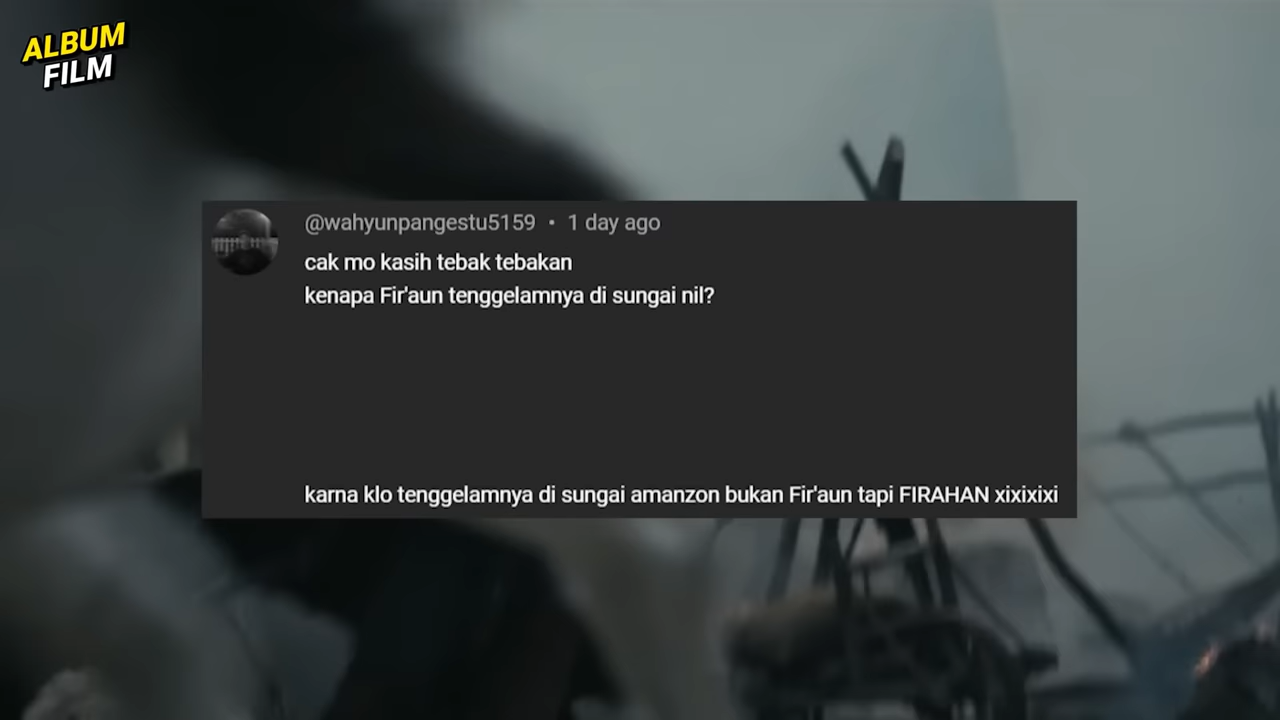 ALBUM
FILM
@wahyunpangestu5159 • 1 day ago
cak mo kasih tebak tebakan
kenapa Fir'aun tenggelamnya di sungai nil?
karna klo tenggelamnya di sungai amanzon bukan Fir'aun tapi FIRAHAN xixixixi